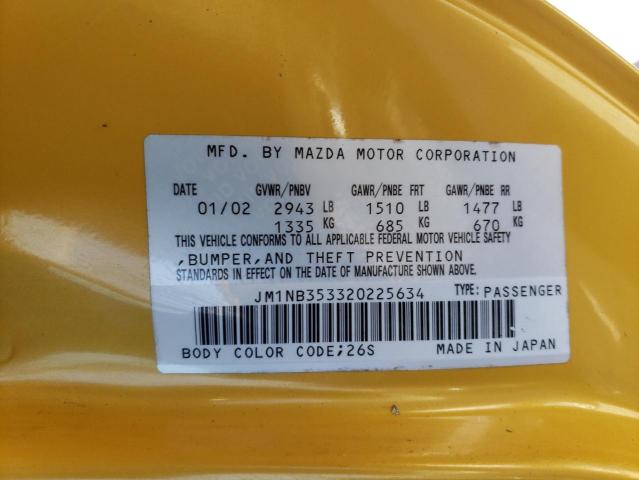 MFD. BY MAZDA MOTOR CORPORATION
DATE GVWR/PNBV GAWR/PNBE FRT GAWR/PNBE RR
01/02 2943 LB 1510 LB 1477 LB
1335 KG 685 KG 670 KG
THIS VEHICLE CONFORMS TO ALL APPLICABLE FEDERAL MOTOR VEHICLE SAFETY
,BUMPER,AND THEFT PREVENTION
STANDARDS IN EFFECT ON THE DATE OF MANUFACTURE SHOWN ABOVE.
JM1NB353320225634 TYPE: PASSENGER
BODY COLOR CODE;26S MADE IN JAPAN